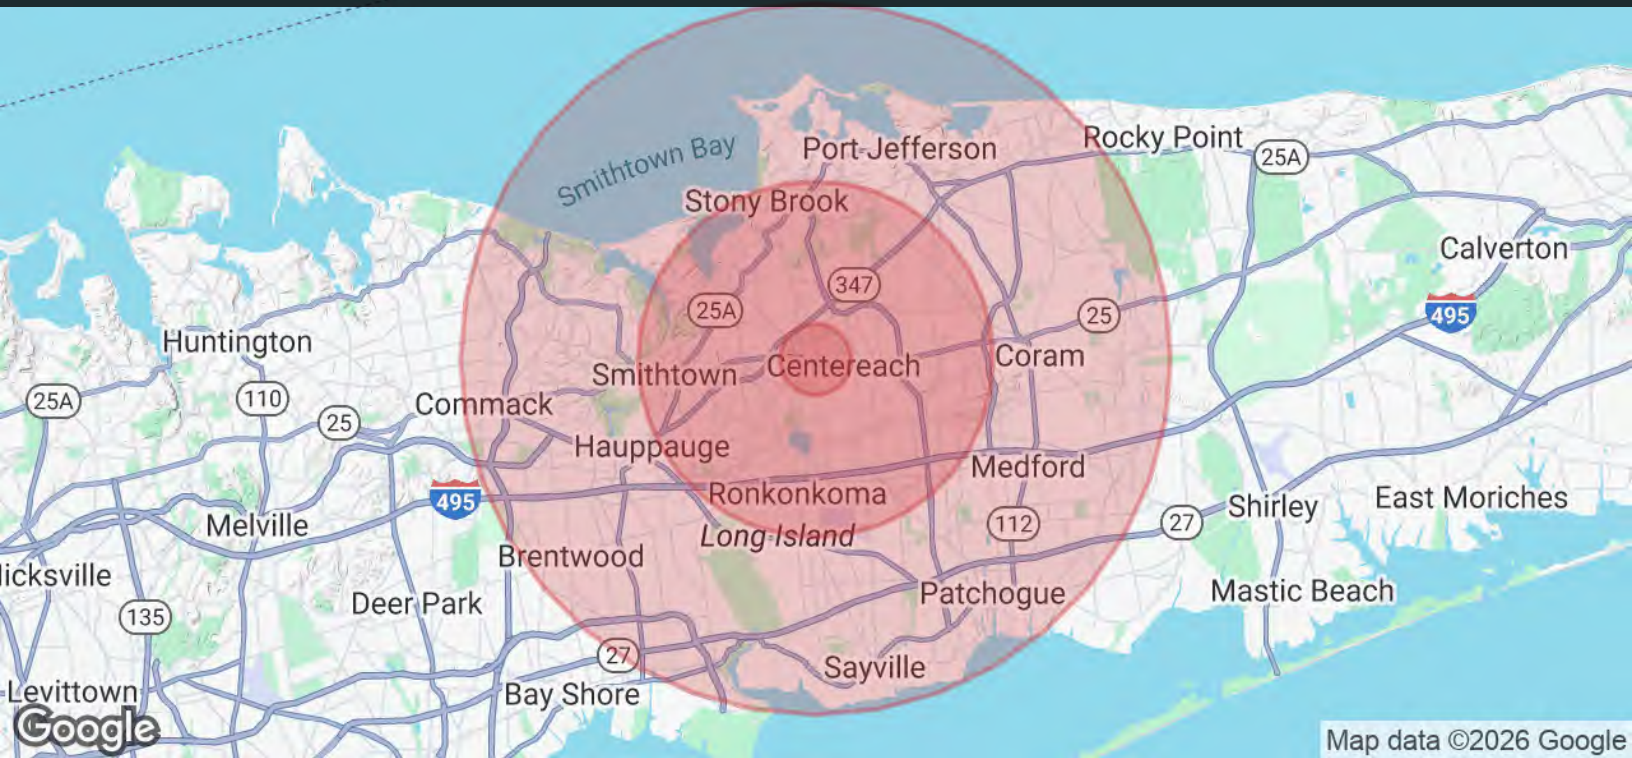 Rocky Point
Port Jefferson
25A
Smithtown Bay
Stony Brook
Calverton
347
25A
25
495
Huntington
Coram
Centereach
Smithtown
25A
110
Commack
25
Hauppauge
Medford
Ronkonkoma
495
East Moriches
Shirley
Melville
112
27
Long Island
Brentwood
icksville
Mastic Beach
Patchogue
Deer Park
135
27
Sayville
Levittown
Bay Shore
Google
Map data ©2026 Google